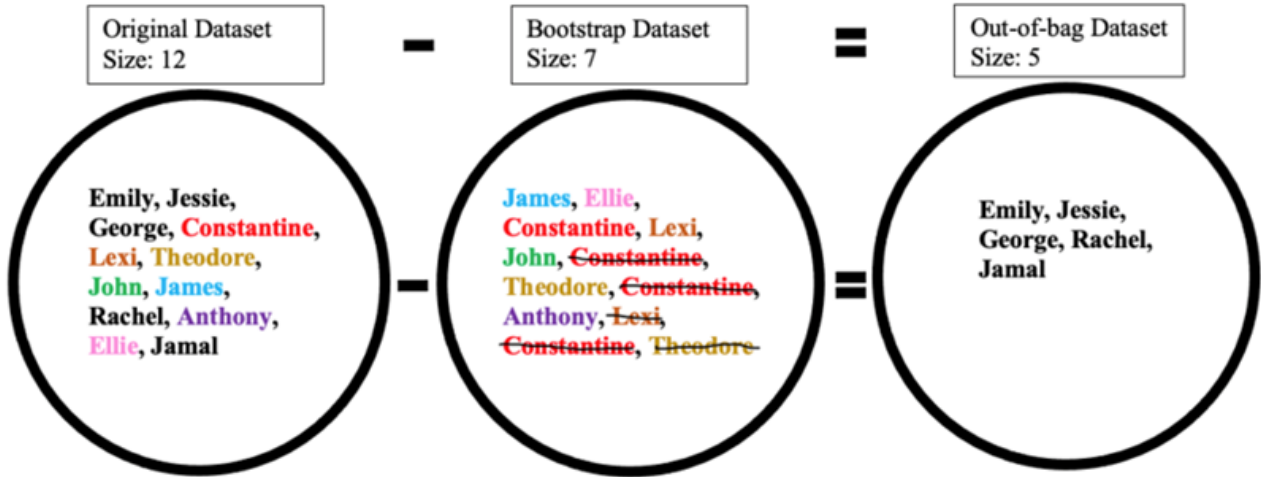 Original Dataset
Size: 12
Bootstrap Dataset
Size: 7
Out-of-bag Dataset
Size: 5
Emily, Jessie,
George, Constantine,
Lexi, Theodore,
John, James,
Rachel, Anthony,
Ellie, Jamal
James, Ellie,
Constantine, Lexi,
John, Constantine,
Theodore, Constantine,
Anthony, Lexi,
Constantine, Theodore
Emily, Jessie,
George, Rachel,
Jamal